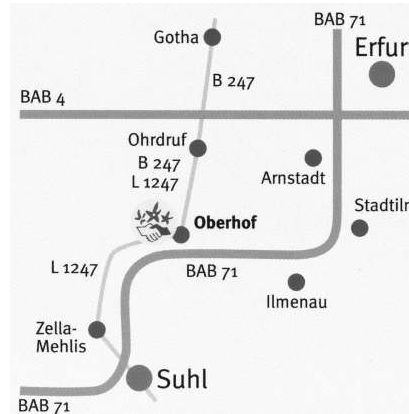 BAB 71
Gotha
Erfur
B 247
BAB 4
Ohrdruf
B 247
L 1247
Arnstadt
Stadtilm
Oberhof
L 1247
BAB 71
Ilmenau
Zella-
Mehlis
Suhl
BAB 71